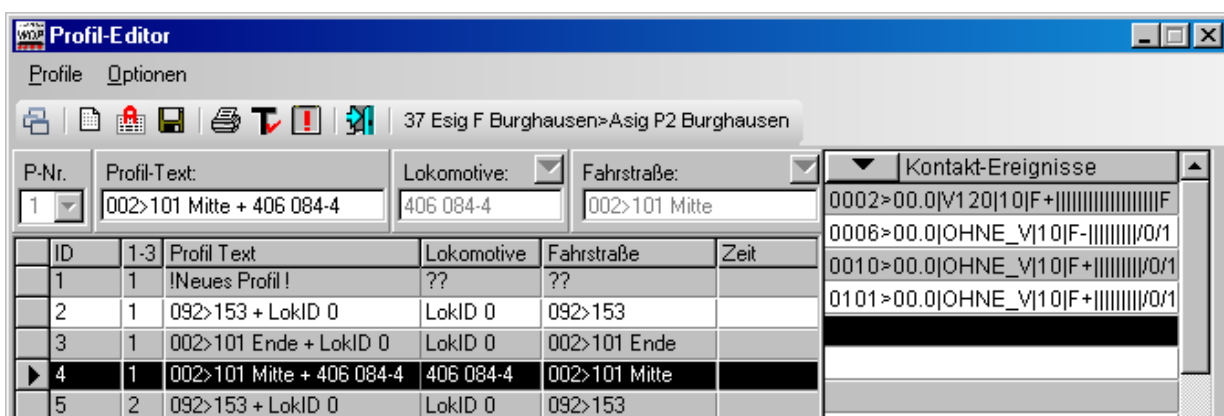 WDP Profil-Editor
Profile Optionen
37 Esig F Burghausen>Asig P2 Burghausen
P-Nr. Profil-Text: Lokomotive: Fahrstraße:
1 002>101 Mitte + 406 084-4 406 084-4 002>101 Mitte
ID 1-3 Profil Text Lokomotive Fahrstraße Zeit
1 1 !Neues Profil ! ?? ??
2 1 092>153 + LokID 0 LokID 0 092>153
3 1 002>101 Ende + LokID 0 LokID 0 002>101 Ende
4 1 002>101 Mitte + 406 084-4 406 084-4 002>101 Mitte
5 2 092>153 + LokID 0 LokID 0 092>153
Kontakt-Ereignisse
0002>00.0|V120|10|F+||||||||||||||||||F
0006>00.0|OHNE_V|10|F-|||||||||/0/1
0010>00.0|OHNE_V|10|F+|||||||||/0/1
0101>00.0|OHNE_V|10|F+|||||||||/0/1